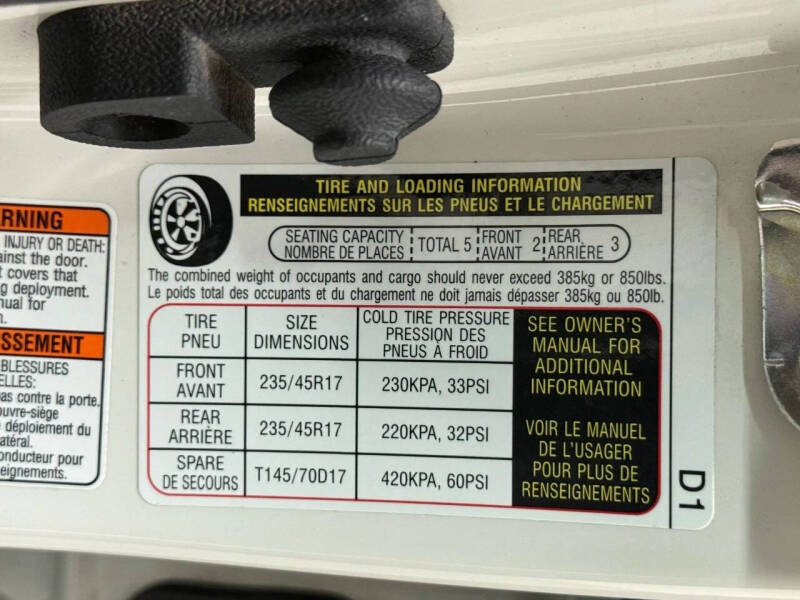 RNING
INJURY OR DEATH:
ainst the door.
covers that
g deployment.
nual for
SSEMENT
BLESSURES
ELLES:
as contre la porte.
ouvre-siège
déploiement du
atéral.
onducteur pour
seignements.
TIRE AND LOADING INFORMATION
RENSEIGNEMENTS SUR LES PNEUS ET LE CHARGEMENT
SEATING CAPACITY
NOMBRE DE PLACES
TOTAL 5
FRONT
AVANT 2
REAR
ARRIÈRE 3
The combined weight of occupants and cargo should never exceed 385kg or 850lbs.
Le poids total des occupants et du chargement ne doit jamais dépasser 385kg ou 850lb.
TIRE
PNEU
SIZE
DIMENSIONS
COLD TIRE PRESSURE
PRESSION DES
PNEUS À FROID
FRONT
AVANT
235/45R17
230KPA, 33PSI
REAR
ARRIÈRE
235/45R17
220KPA, 32PSI
SPARE
DE SECOURS
T145/70D17
420KPA, 60PSI
SEE OWNER'S
MANUAL FOR
ADDITIONAL
INFORMATION
VOIR LE MANUEL
DE L'USAGER
POUR PLUS DE
RENSEIGNEMENTS
D1